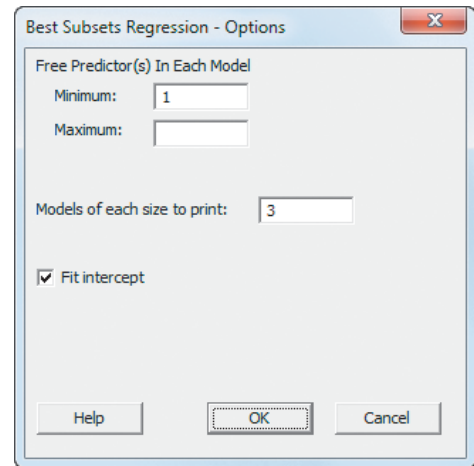 Best Subsets Regression - Options
Free Predictor(s) In Each Model
Minimum: 1
Maximum:
Models of each size to print: 3
Fit intercept
Help OK Cancel